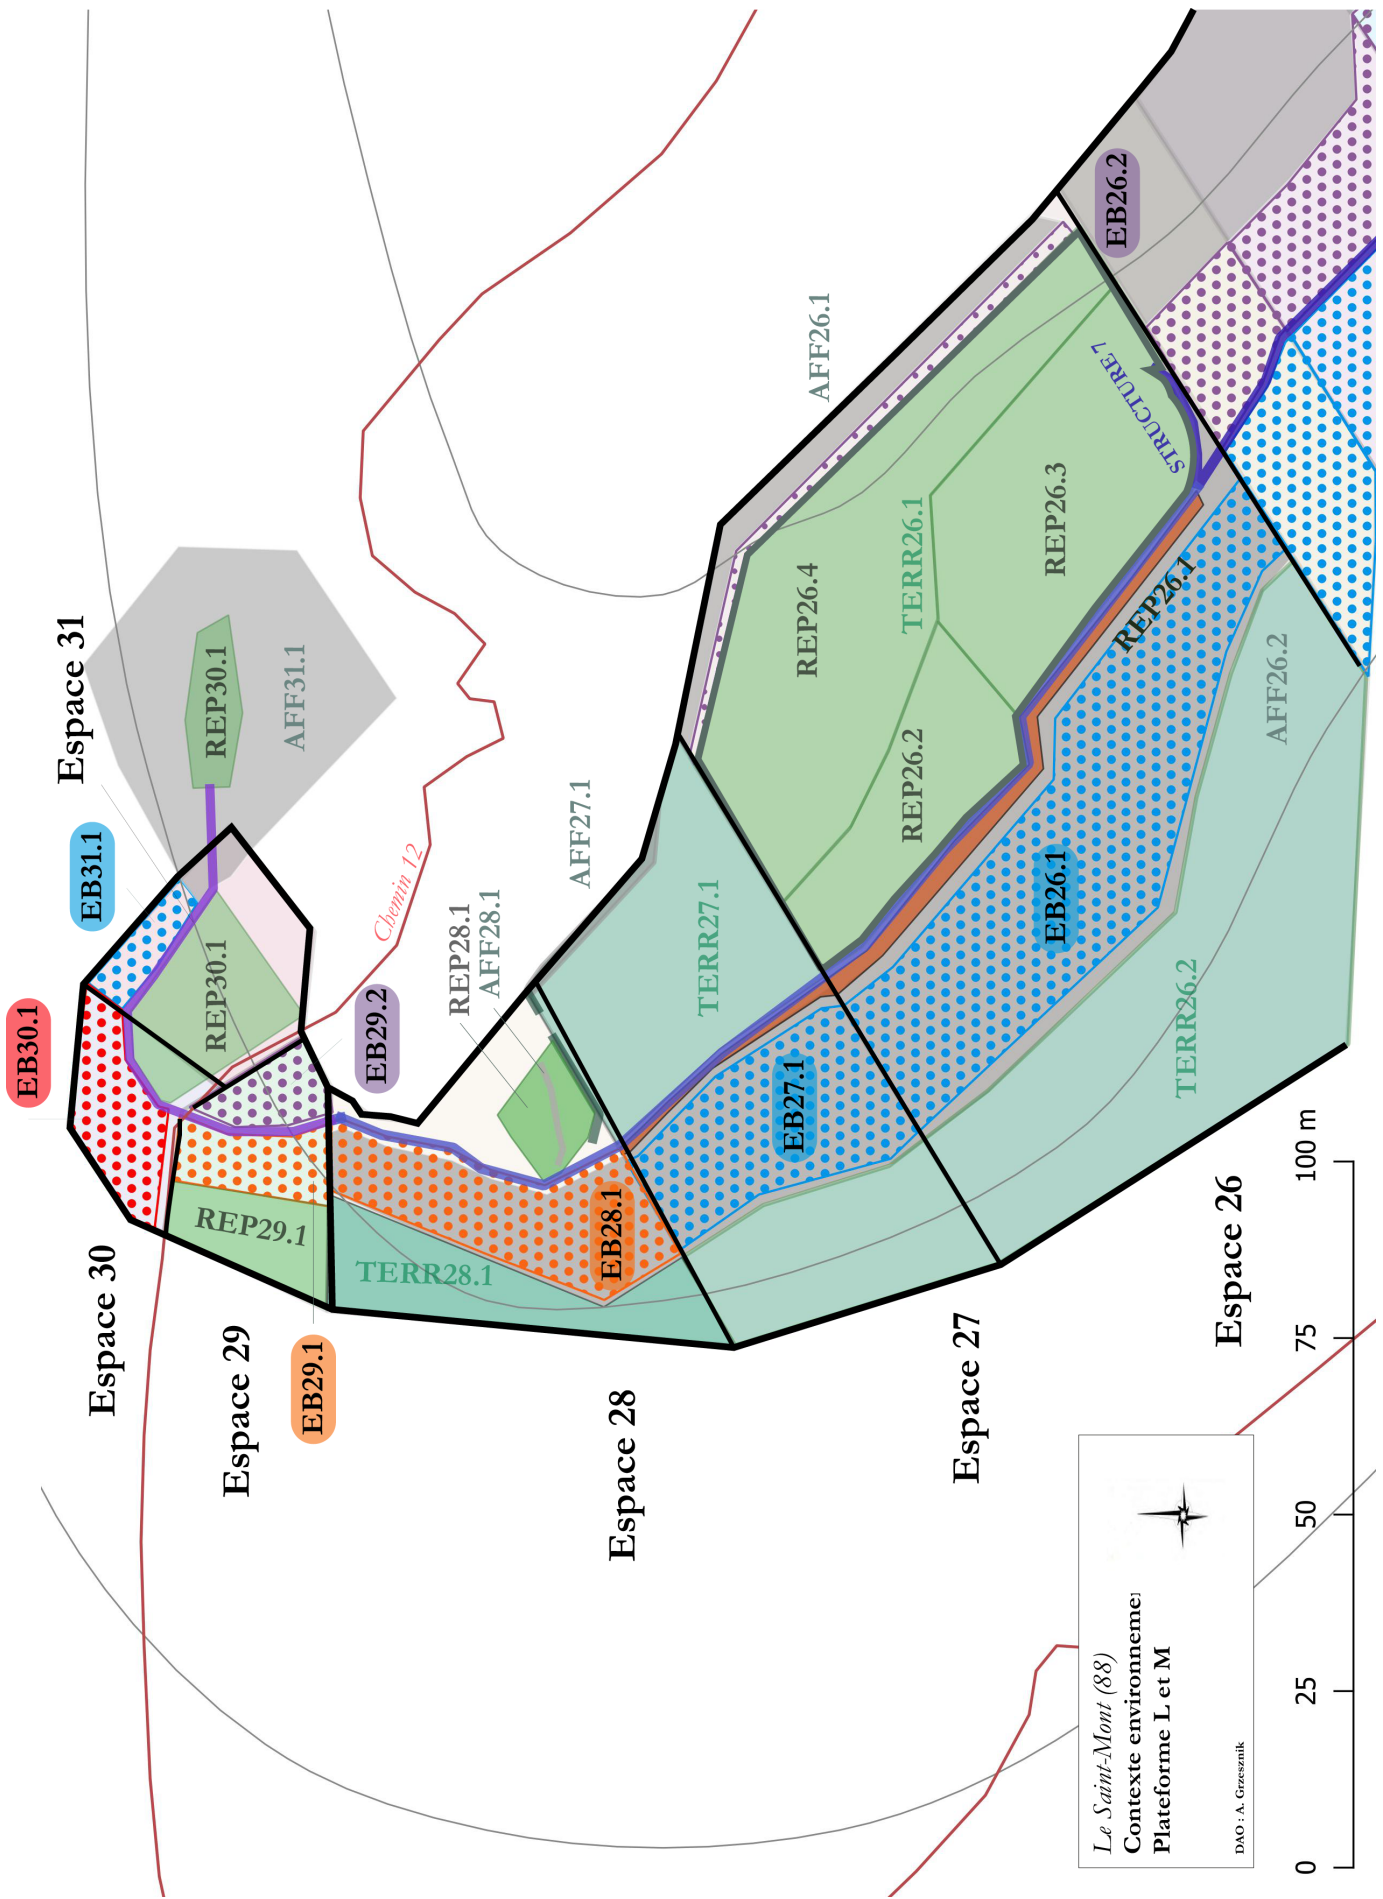 Espace 31
EB31.1
EB30.1
REP30.1
AFF31.1
REP30.1
Chemin 12
EB29.2
Espace 30
REP29.1
Espace 29
EB29.1
REP28.1
AFF28.1
AFF27.1
TERR28.1
EB28.1
Espace 28
TERR27.1
EB27.1
Espace 27
AFF26.1
EB26.2
STRUCTURE 7
REP26.4
TERR26.1
REP26.3
REP26.2
REP26.1
EB26.1
AFF26.2
TERR26.2
Espace 26
Le Saint-Mont (88)
Contexte environneme
Plateforme L et M
DAO : A. Grzesznik
0 25 50 75 100 m